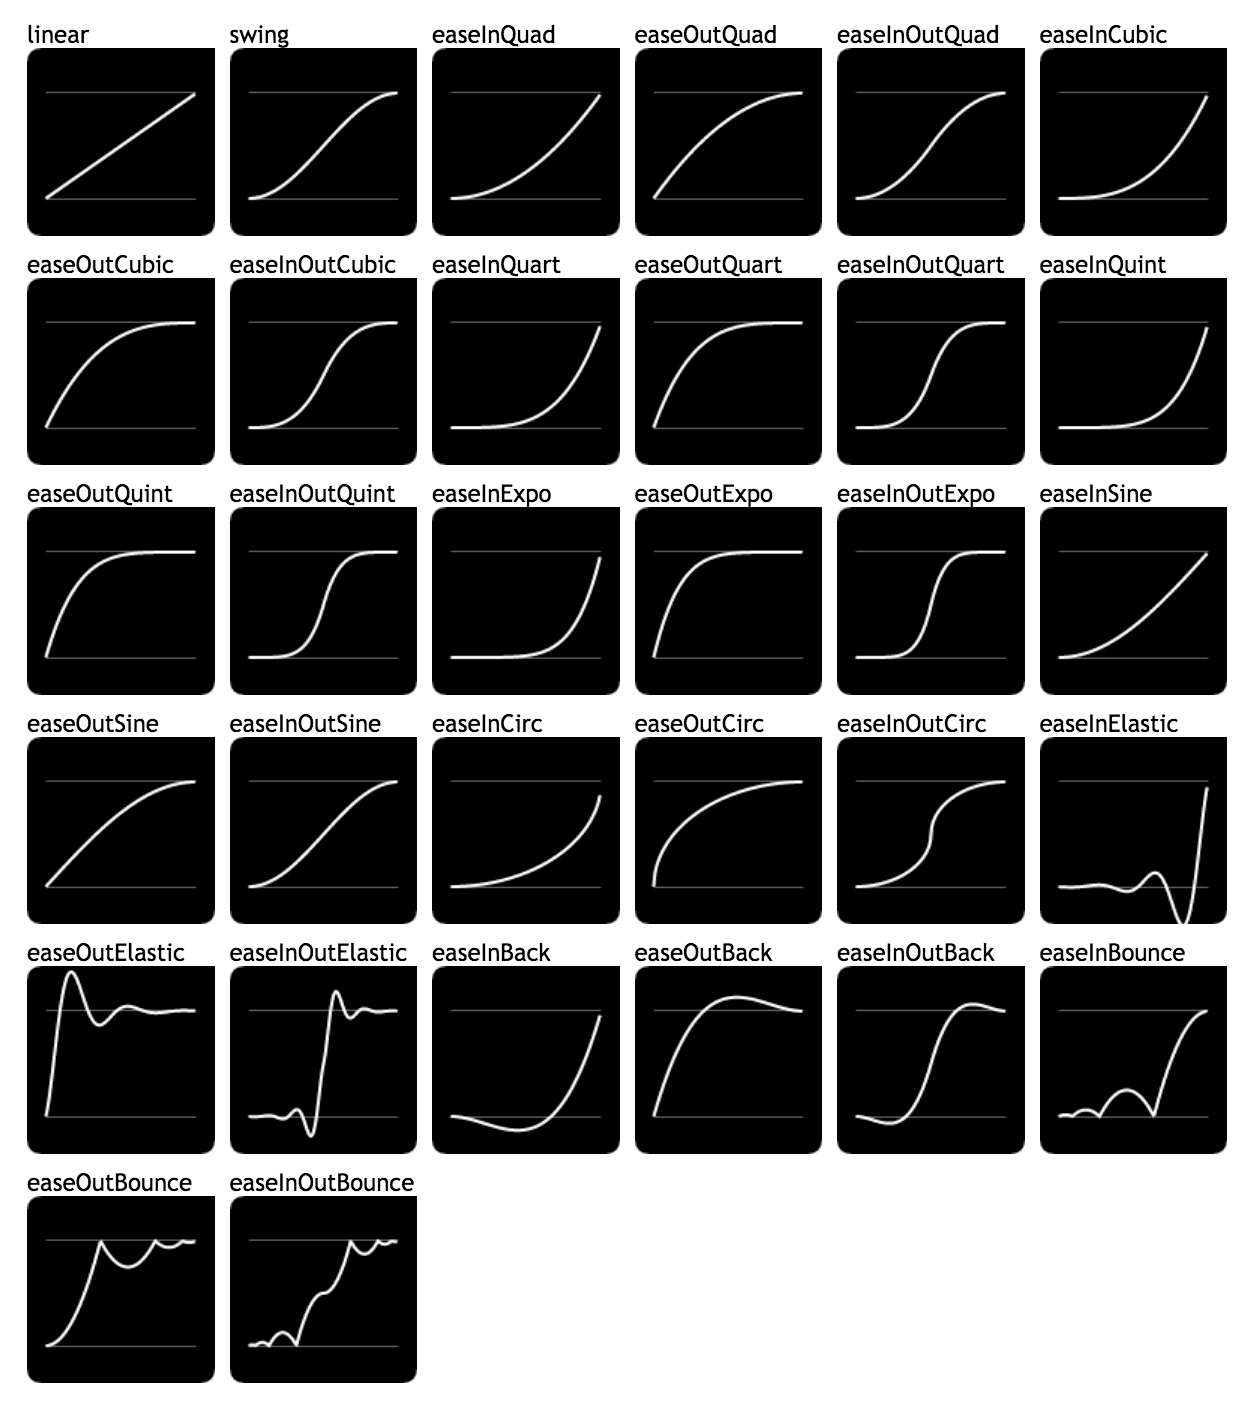 linear swing easeInQuad easeOutQuad easeInOutQuad easeInCubic
easeOutCubic easeInOutCubic easeInQuart easeOutQuart easeInOutQuart easeInQuint
easeOutQuint easeInOutQuint easeInExpo easeOutExpo easeInOutExpo easeInSine
easeOutSine easeInOutSine easeInCirc easeOutCirc easeInOutCirc easeInElastic
easeOutElastic easeInOutElastic easeInBack easeOutBack easeInOutBack easeInBounce
easeOutBounce easeInOutBounce